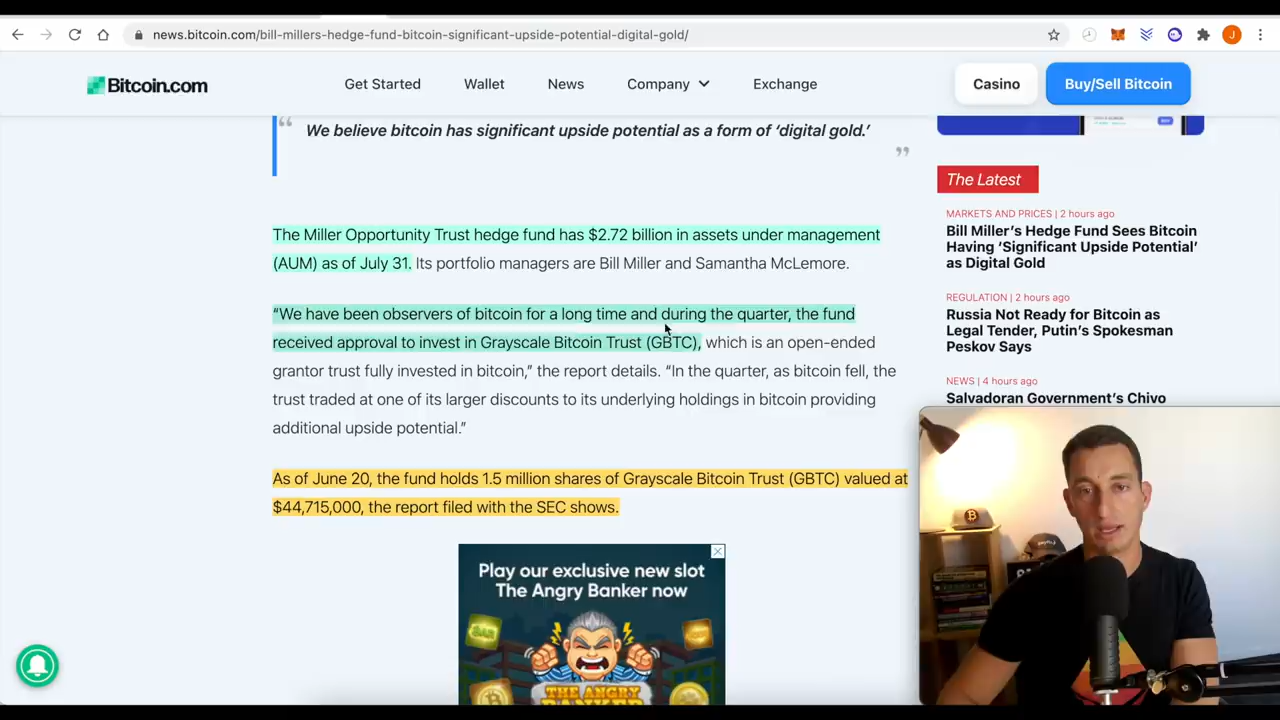 news.bitcoin.com/bill-millers-hedge-fund-bitcoin-significant-upside-potential-digital-gold/
J
Bitcoin.com
Get Started
Wallet
News
Company
Exchange
Casino
Buy/Sell Bitcoin
“
We believe bitcoin has significant upside potential as a form of ‘digital gold.’
”
The Miller Opportunity Trust hedge fund has $2.72 billion in assets under management
(AUM) as of July 31. Its portfolio managers are Bill Miller and Samantha McLemore.
“We have been observers of bitcoin for a long time and during the quarter, the fund
received approval to invest in Grayscale Bitcoin Trust (GBTC), which is an open-ended
grantor trust fully invested in bitcoin,” the report details. “In the quarter, as bitcoin fell, the
trust traded at one of its larger discounts to its underlying holdings in bitcoin providing
additional upside potential.”
As of June 20, the fund holds 1.5 million shares of Grayscale Bitcoin Trust (GBTC) valued at
$44,715,000, the report filed with the SEC shows.
Play our exclusive new slot
The Angry Banker now
BAR
THE ANGRY
BANKER
The Latest
MARKETS AND PRICES | 2 hours ago
Bill Miller’s Hedge Fund Sees Bitcoin
Having ‘Significant Upside Potential’
as Digital Gold
REGULATION | 2 hours ago
Russia Not Ready for Bitcoin as
Legal Tender, Putin’s Spokesman
Peskov Says
NEWS | 4 hours ago
Salvadoran Government’s Chivo